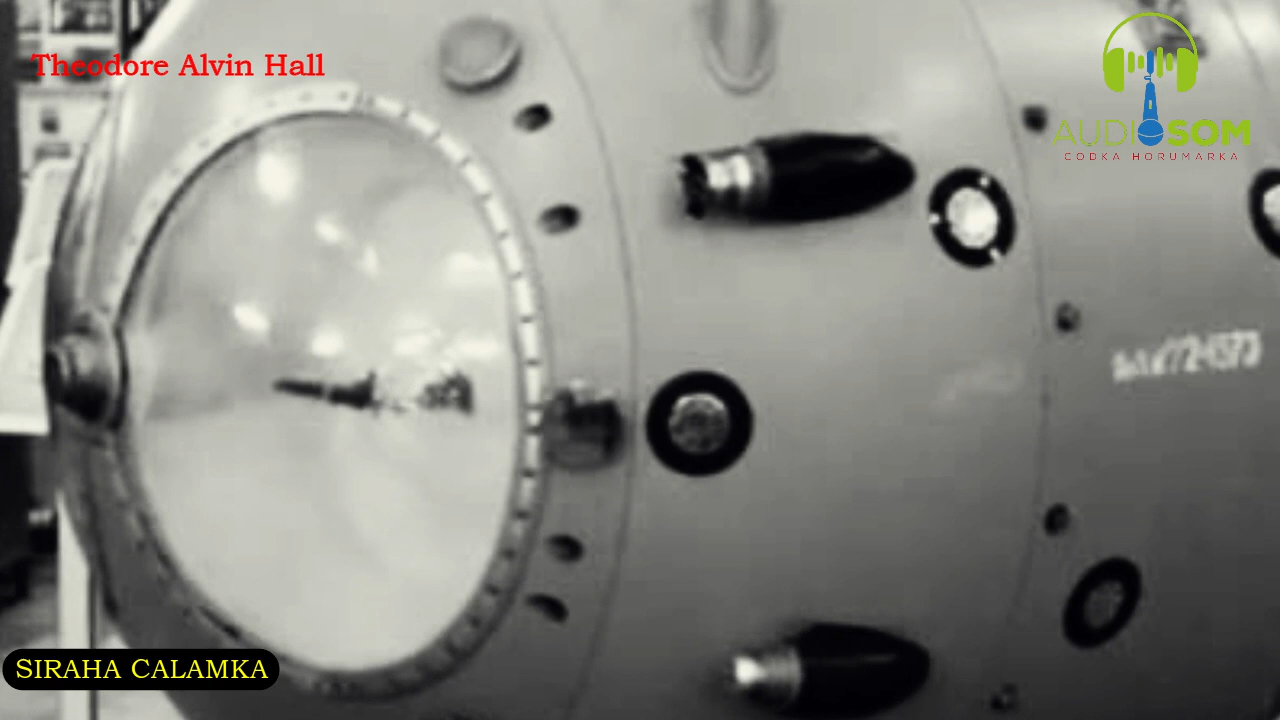 Theodore Alvin Hall
AUDIOSOM
CODKA HORUMARKA
SIRAHA CALAMKA